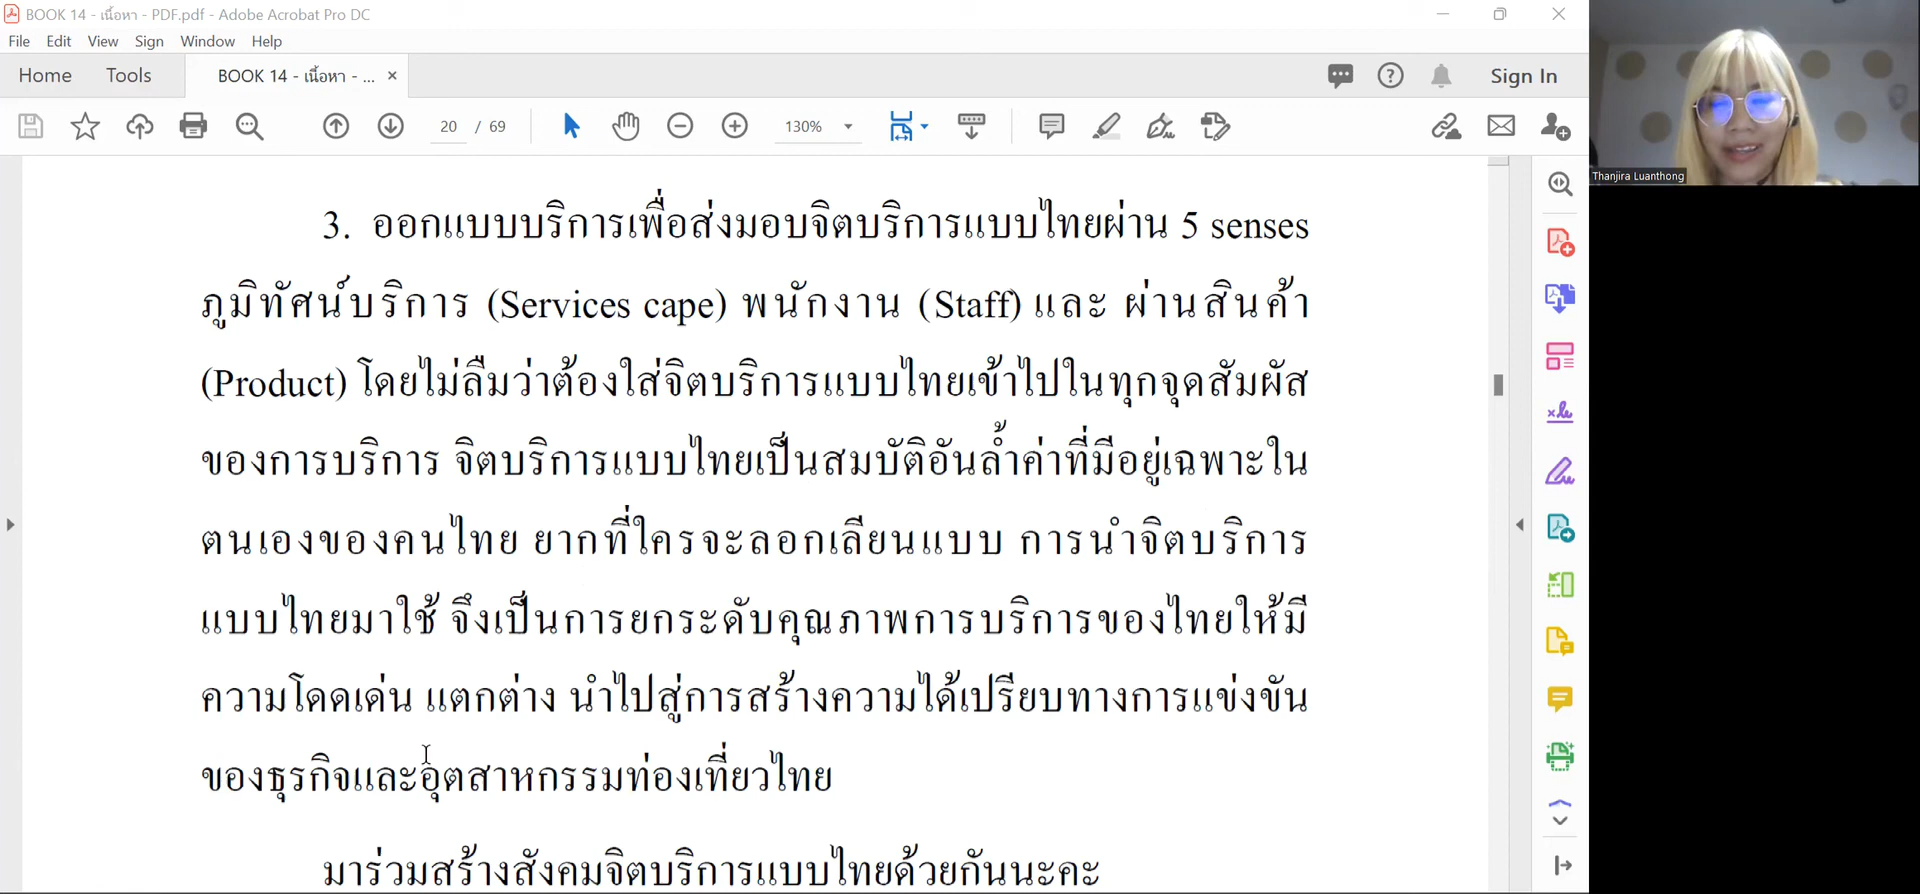 BOOK 14 - เนื้อหา - PDF.pdf - Adobe Acrobat Pro DC
File Edit View Sign Window Help
Home Tools BOOK 14 - เนื้อหา - ... × Sign In
20 / 69 130%
Thanjira Luanthong
3. ออกแบบบริการเพื่อส่งมอบจิตบริการแบบไทยผ่าน 5 senses
ภูมิทัศน์บริการ (Services cape) พนักงาน (Staff) และ ผ่านสินค้า
(Product) โดยไม่ลืมว่าต้องใส่จิตบริการแบบไทยเข้าไปในทุกจุดสัมผัส
ของการบริการ จิตบริการแบบไทยเป็นสมบัติอันล้ำค่าที่มีอยู่เฉพาะใน
ตนเองของคนไทย ยากที่ใครจะลอกเลียนแบบ การนำจิตบริการ
แบบไทยมาใช้ จึงเป็นการยกระดับคุณภาพการบริการของไทยให้มี
ความโดดเด่น แตกต่าง นำไปสู่การสร้างความได้เปรียบทางการแข่งขัน
ของธุรกิจและอุตสาหกรรมท่องเที่ยวไทย
มาร่วมสร้างสังคมจิตบริการแบบไทยด้วยกันนะคะ